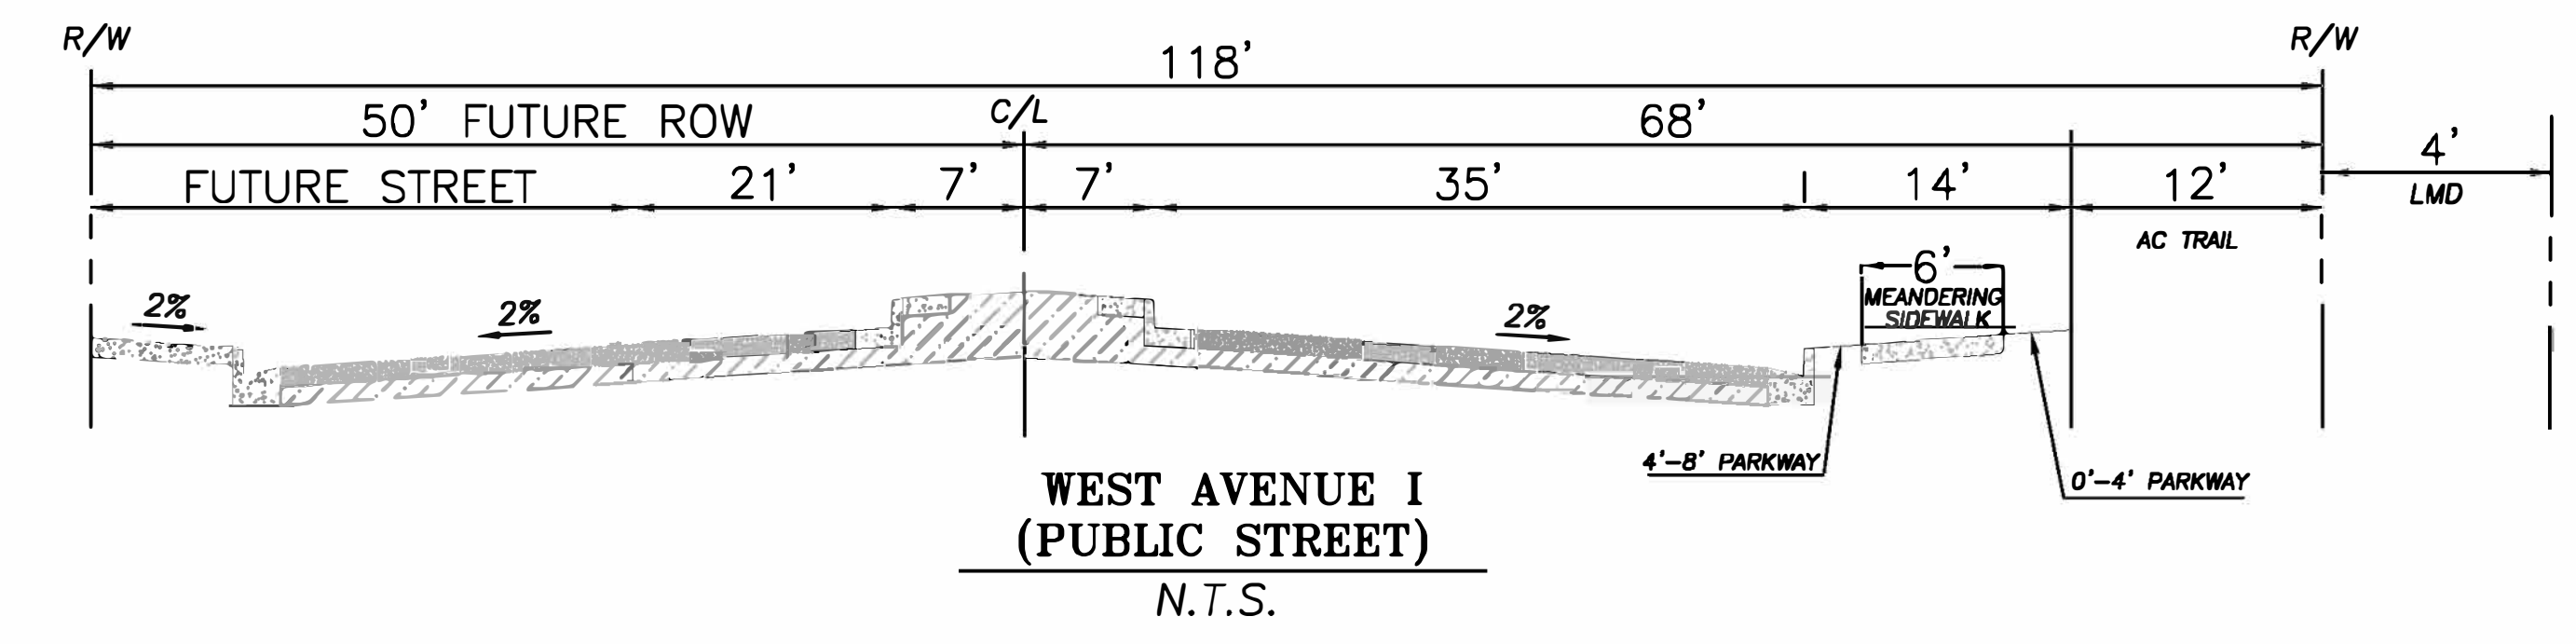 R/W
R/W
118'
50' FUTURE ROW
C/L
68'
4'
LMD
FUTURE STREET
21'
7'
7'
35'
14'
12'
AC TRAIL
6'
MEANDERING
SIDEWALK
2%
2%
2%
4'-8' PARKWAY
0'-4' PARKWAY
WEST AVENUE I
(PUBLIC STREET)
N.T.S.